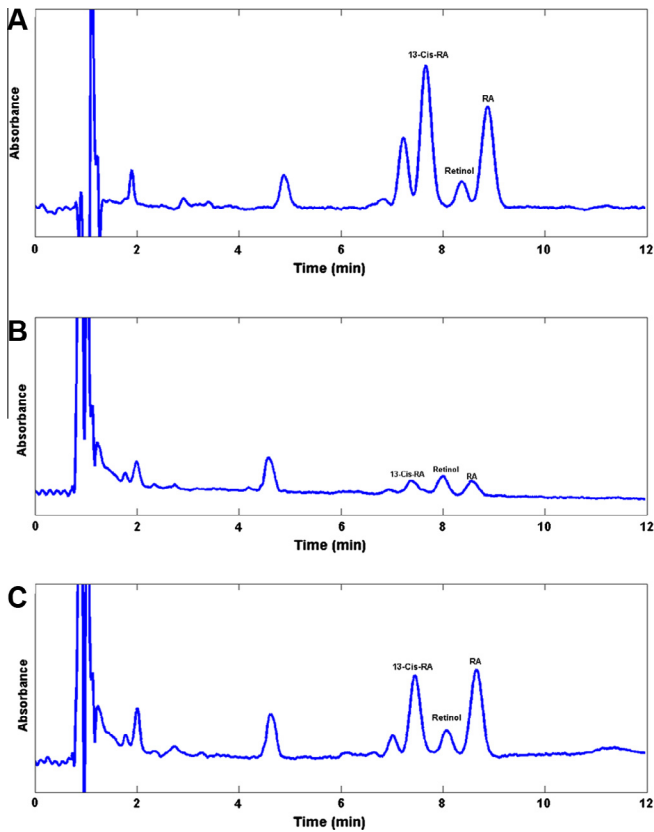 A
Absorbance
13-Cis-RA
RA
Retinol
0 2 4 6 8 10 12
Time (min)
B
Absorbance
13-Cis-RA
Retinol
RA
0 2 4 6 8 10 12
Time (min)
C
Absorbance
13-Cis-RA
RA
Retinol
0 2 4 6 8 10 12
Time (min)